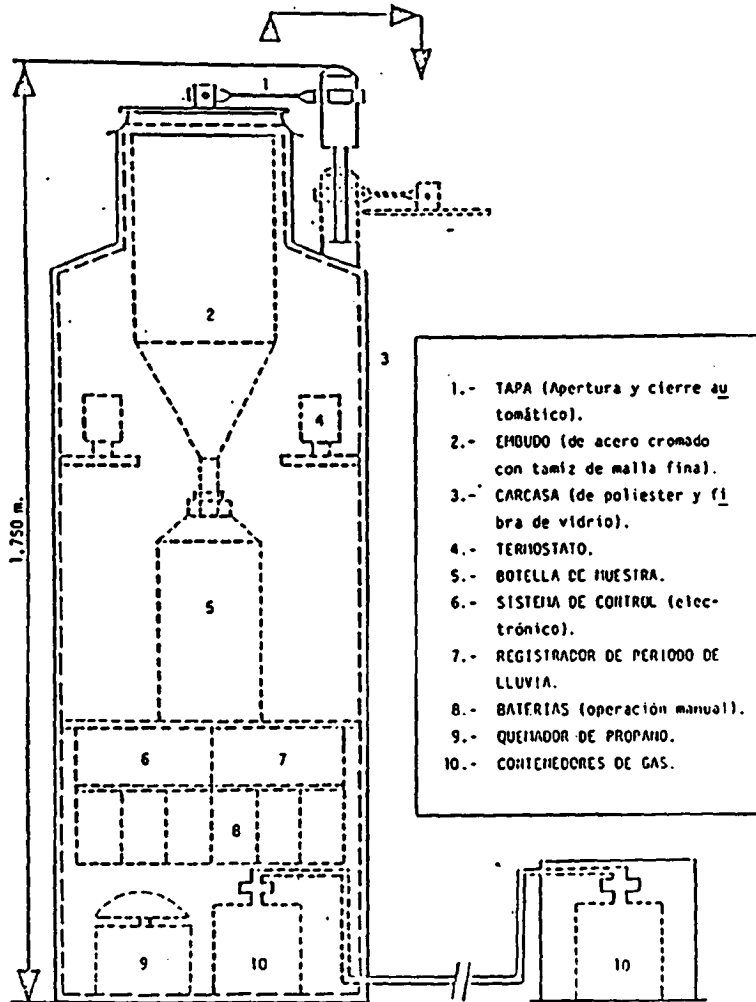 1
2
3
4
5
6
7
8
9
10
10
1.750 m.
1.- TAPA (Apertura y cierre au
tomático).
2.- EMBUDO (de acero cromado
con tamiz de malla fina).
3.- CARCASA (de poliester y fi
bra de vidrio).
4.- TERMOSTATO.
5.- BOTELLA DE MUESTRA.
6.- SISTEMA DE CONTROL (elec-
trónico).
7.- REGISTRADOR DE PERIODO DE
LLUVIA.
8.- BATERIAS (operación manual).
9.- QUEMADOR DE PROPANO.
10.- CONTENEDORES DE GAS.